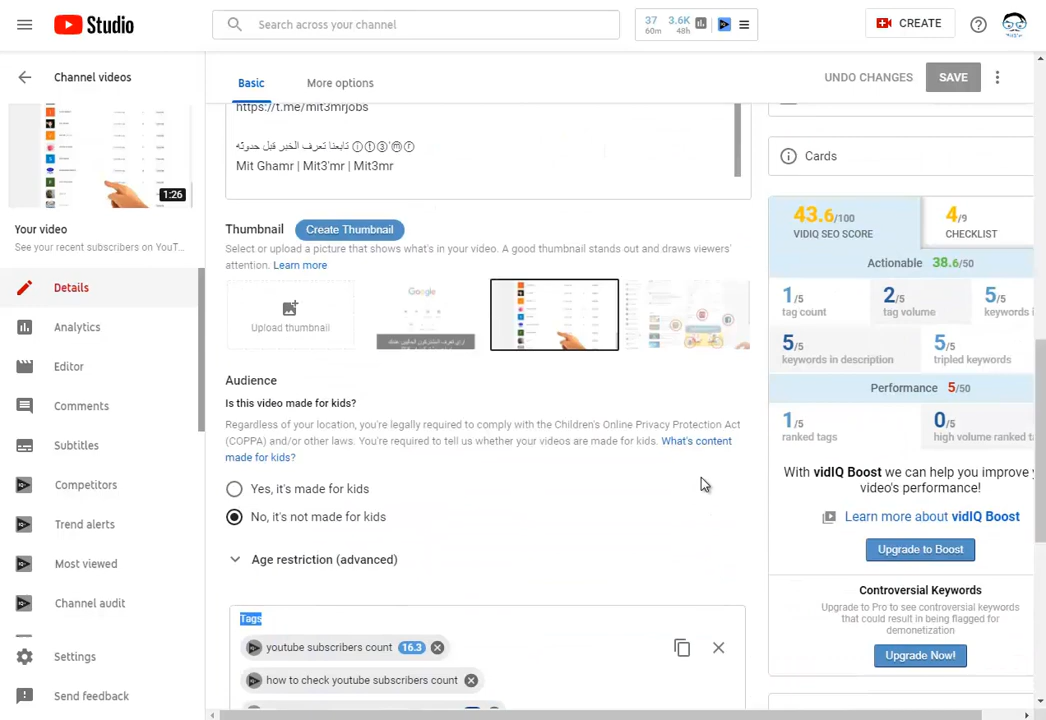 Studio
Search across your channel
37
60m
3.6K
48h
CREATE
Channel videos
1:26
Your video
See your recent subscribers on YouT...
Details
Analytics
Editor
Comments
Subtitles
Competitors
Trend alerts
Most viewed
Channel audit
Settings
Send feedback
Basic
More options
UNDO CHANGES
SAVE
https://t.me/mit3mrjobs
تابعنا تعرف الخبر قبل حدوثه ⓘⓣ③'ⓜⓡ
Mit Ghamr | Mit3'mr | Mit3mr
Thumbnail
Create Thumbnail
Select or upload a picture that shows what's in your video. A good thumbnail stands out and draws viewers'
attention. Learn more
Upload thumbnail
Google
Audience
Is this video made for kids?
Regardless of your location, you're legally required to comply with the Children's Online Privacy Protection Act
(COPPA) and/or other laws. You're required to tell us whether your videos are made for kids. What's content
made for kids?
Yes, it's made for kids
No, it's not made for kids
Age restriction (advanced)
Tags
youtube subscribers count 16.3
how to check youtube subscribers count
Cards
43.6/100
VIDIQ SEO SCORE
4/9
CHECKLIST
Actionable 38.6/50
1/5
tag count
2/5
tag volume
5/5
keywords i
5/5
keywords in description
5/5
tripled keywords
Performance 5/50
1/5
ranked tags
0/5
high volume ranked ta
With vidIQ Boost we can help you improve
video's performance!
Learn more about vidIQ Boost
Upgrade to Boost
Controversial Keywords
Upgrade to Pro to see controversial keywords
that could result in being flagged for
demonetization
Upgrade Now!